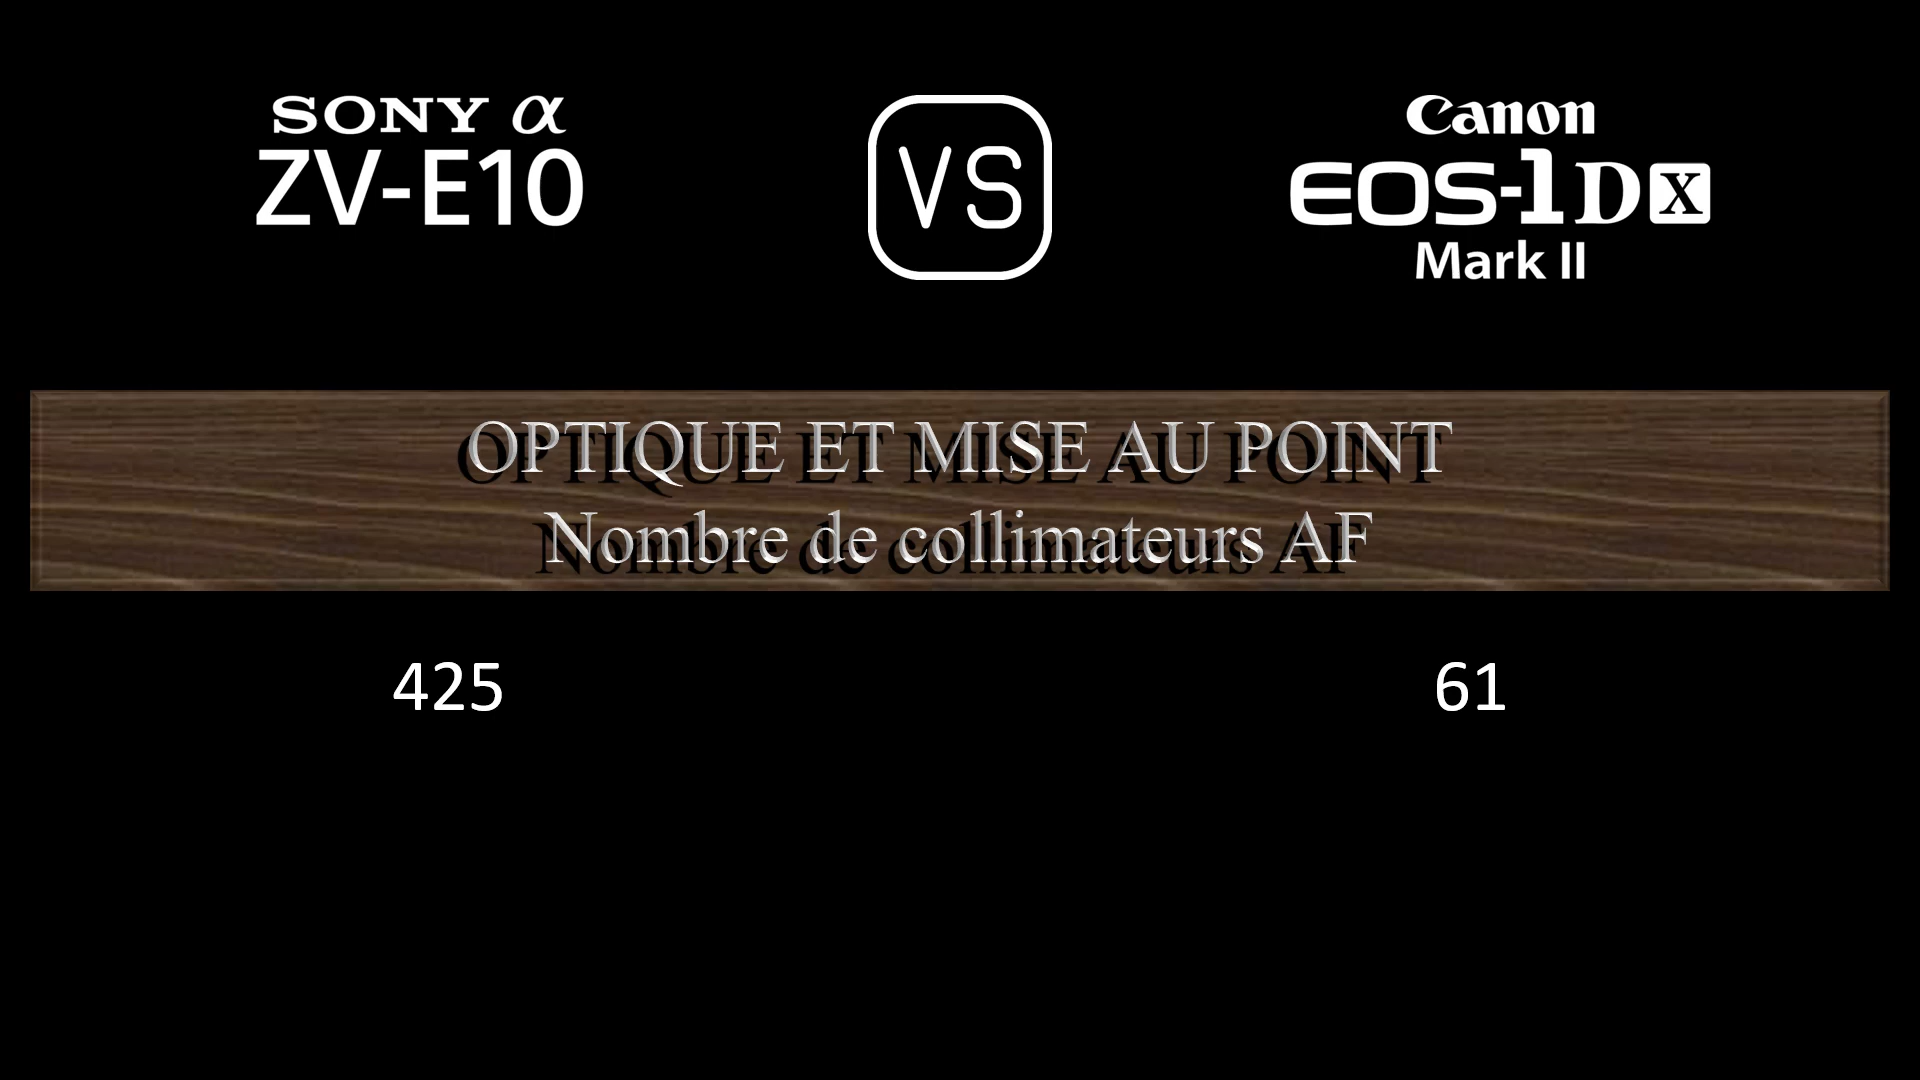 SONY α
ZV-E10
VS
Canon
EOS-1 D X
Mark II
OPTIQUE ET MISE AU POINT
Nombre de collimateurs AF
425
61